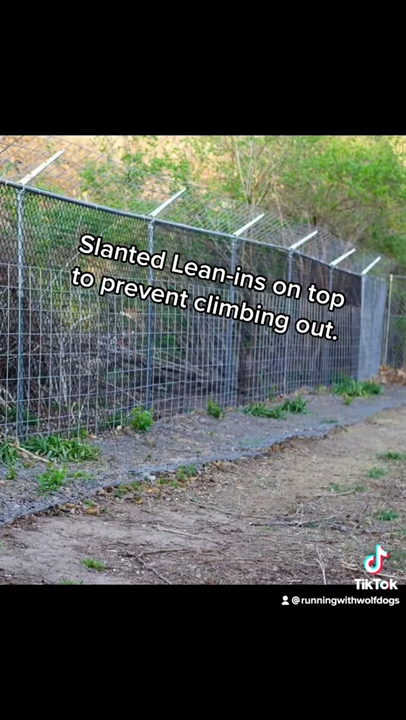 Slanted Lean-ins on top
to prevent climbing out.
TikTok
@runningwithwolfdogs